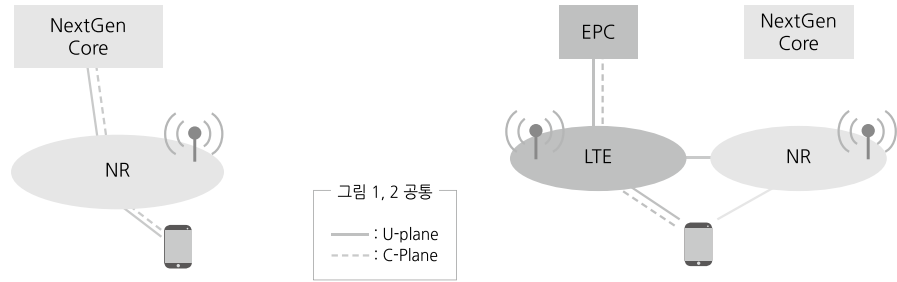 NextGen
Core
NR
그림 1, 2 공통
: U-plane
: C-Plane
EPC
NextGen
Core
LTE
NR